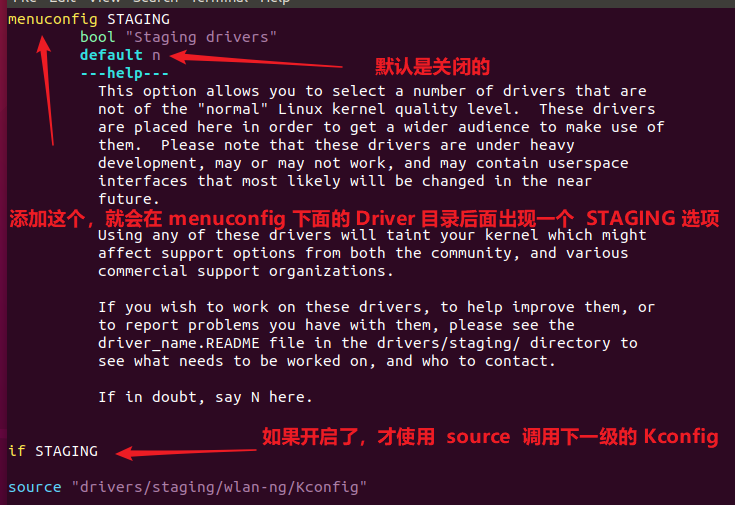 menuconfig STAGING
bool "Staging drivers"
default n
默认是关闭的
---help---
This option allows you to select a number of drivers that are
not of the "normal" Linux kernel quality level.  These drivers
are placed here in order to get a wider audience to make use of
them.  Please note that these drivers are under heavy
development, may or may not work, and may contain userspace
interfaces that most likely will be changed in the near
future.
添加这个，就会在 menuconfig 下面的 Driver 目录后面出现一个 STAGING 选项
Using any of these drivers will taint your kernel which might
affect support options from both the community, and various
commercial support organizations.
If you wish to work on these drivers, to help improve them, or
to report problems you have with them, please see the
driver_name.README file in the drivers/staging/ directory to
see what needs to be worked on, and who to contact.
If in doubt, say N here.
如果开启了，才使用 source 调用下一级的 Kconfig
if STAGING
source "drivers/staging/wlan-ng/Kconfig"